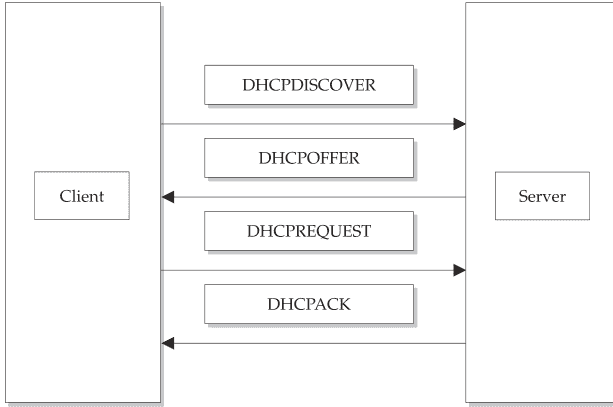 DHCPDISCOVER
DHCPOFFER
Client
Server
DHCPREQUEST
DHCPACK